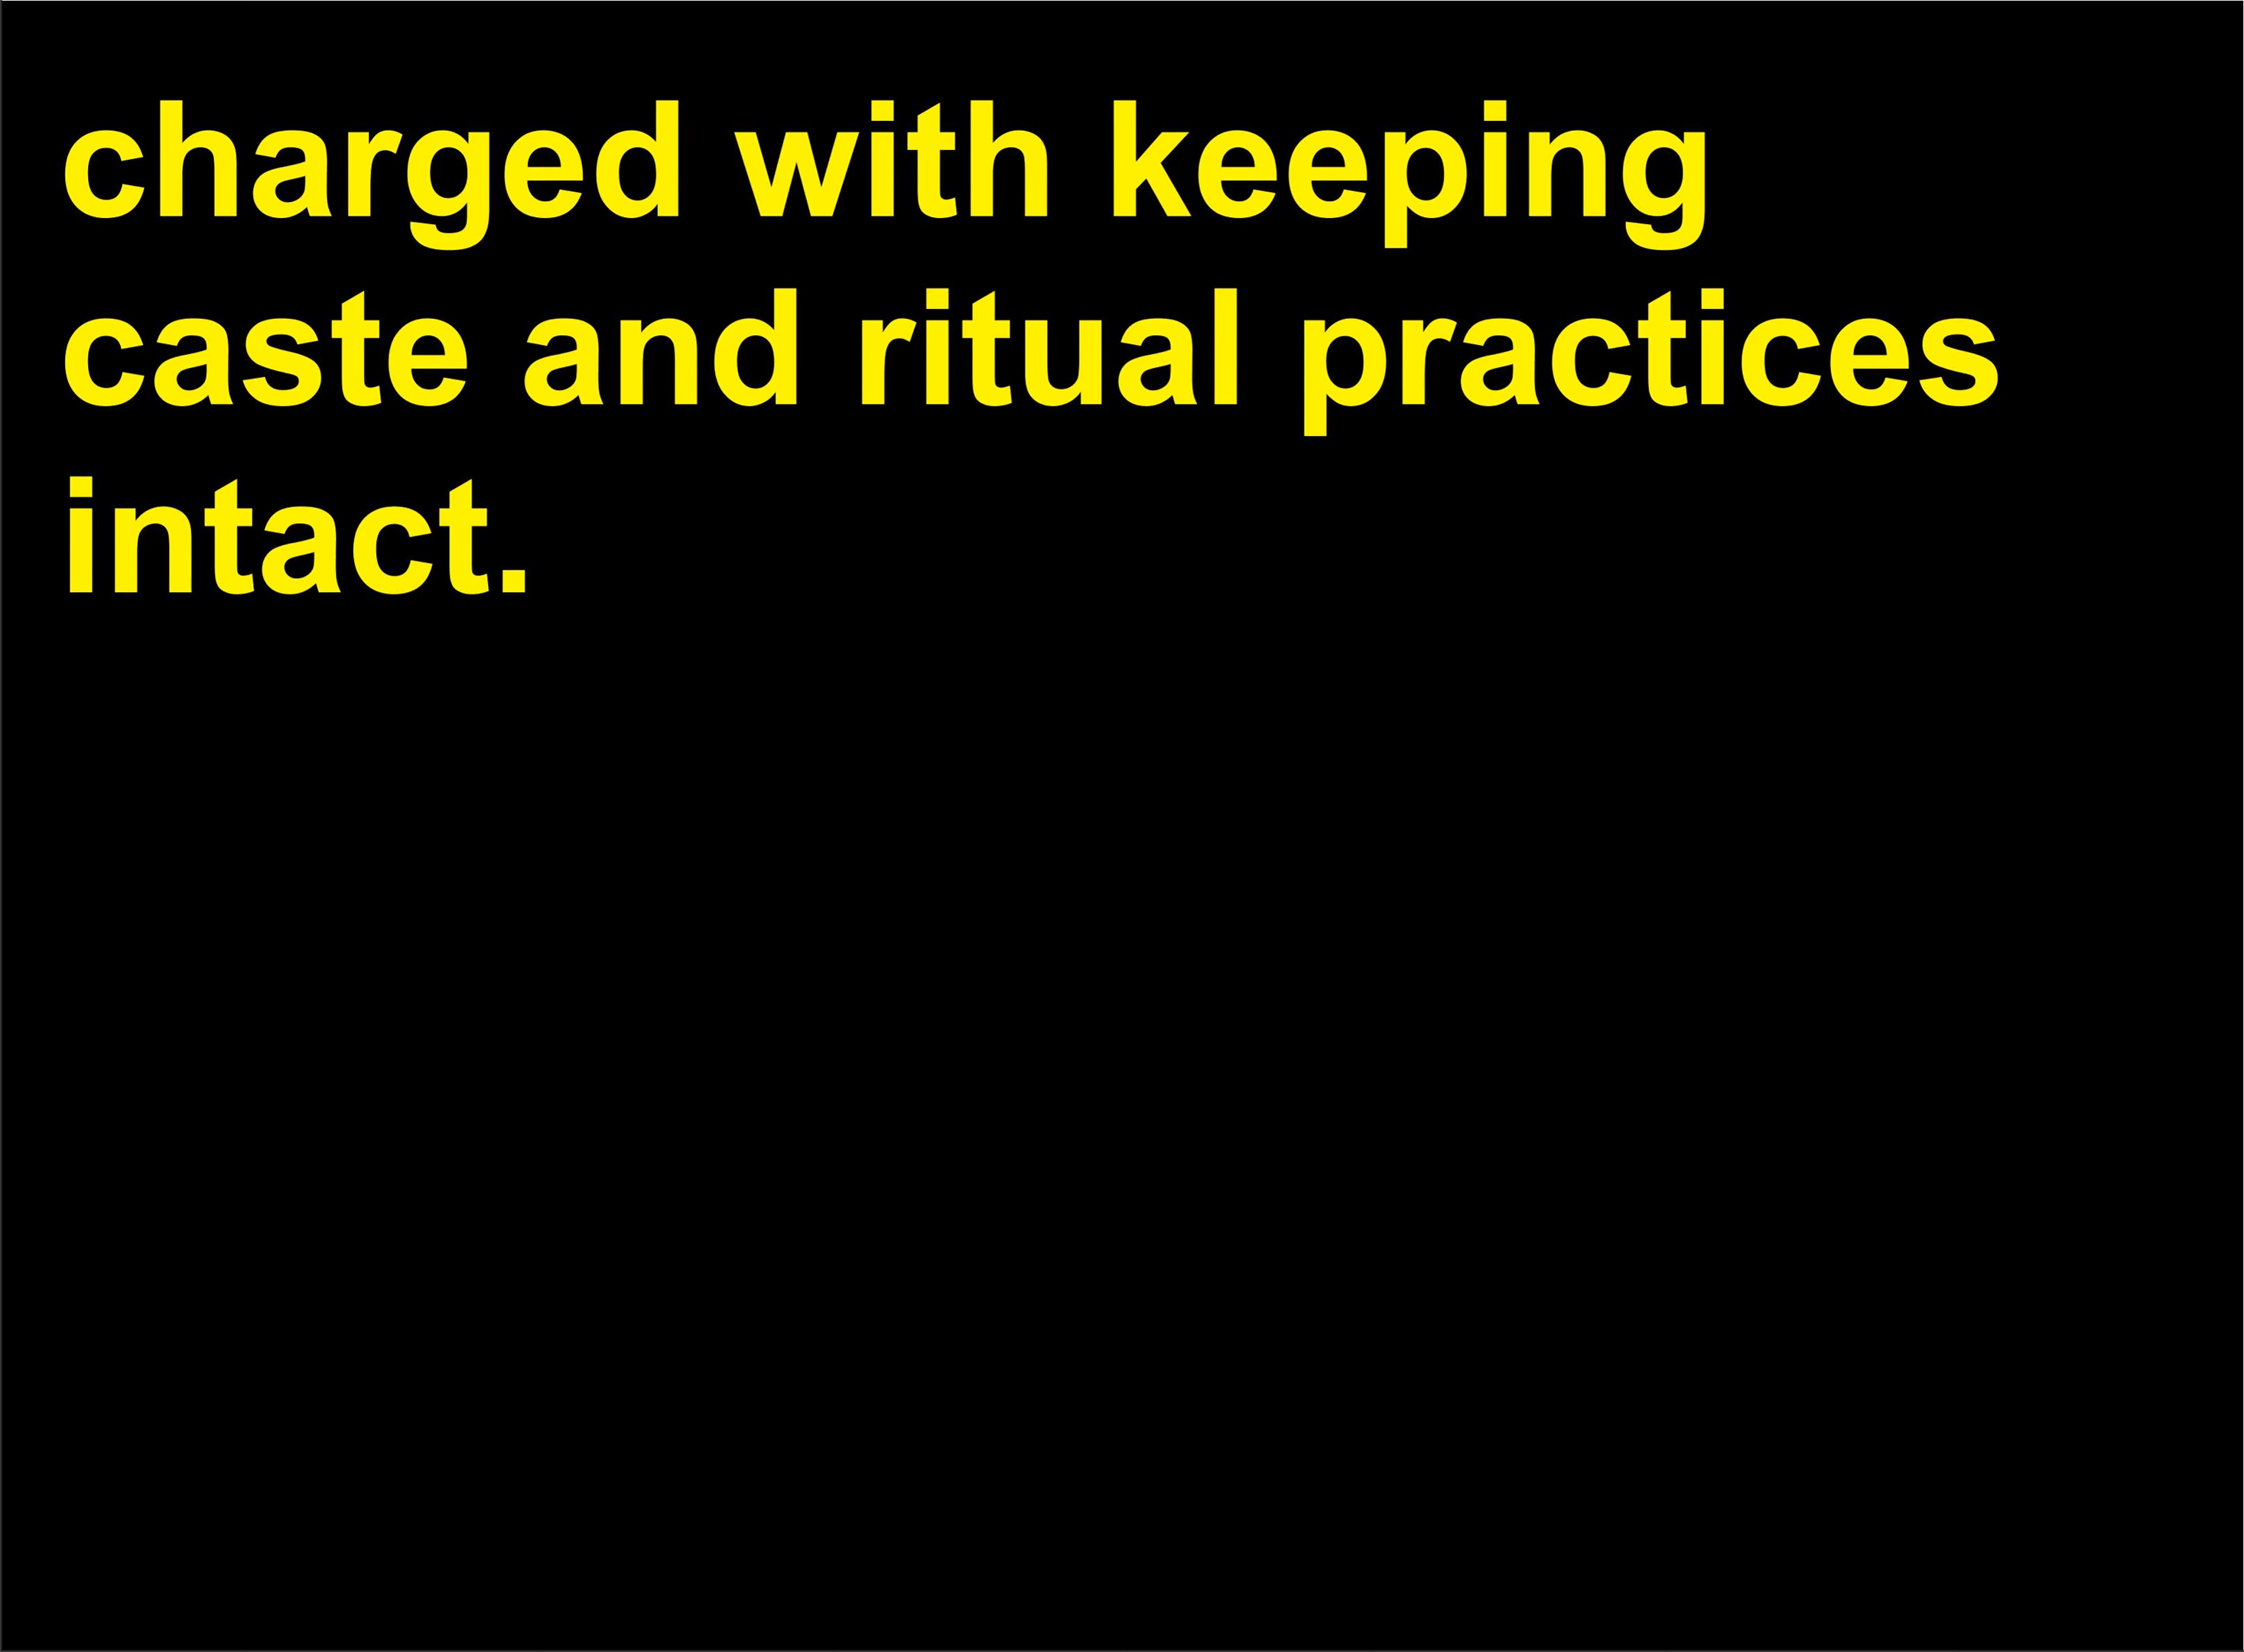 charged with keeping
caste and ritual practices
intact.